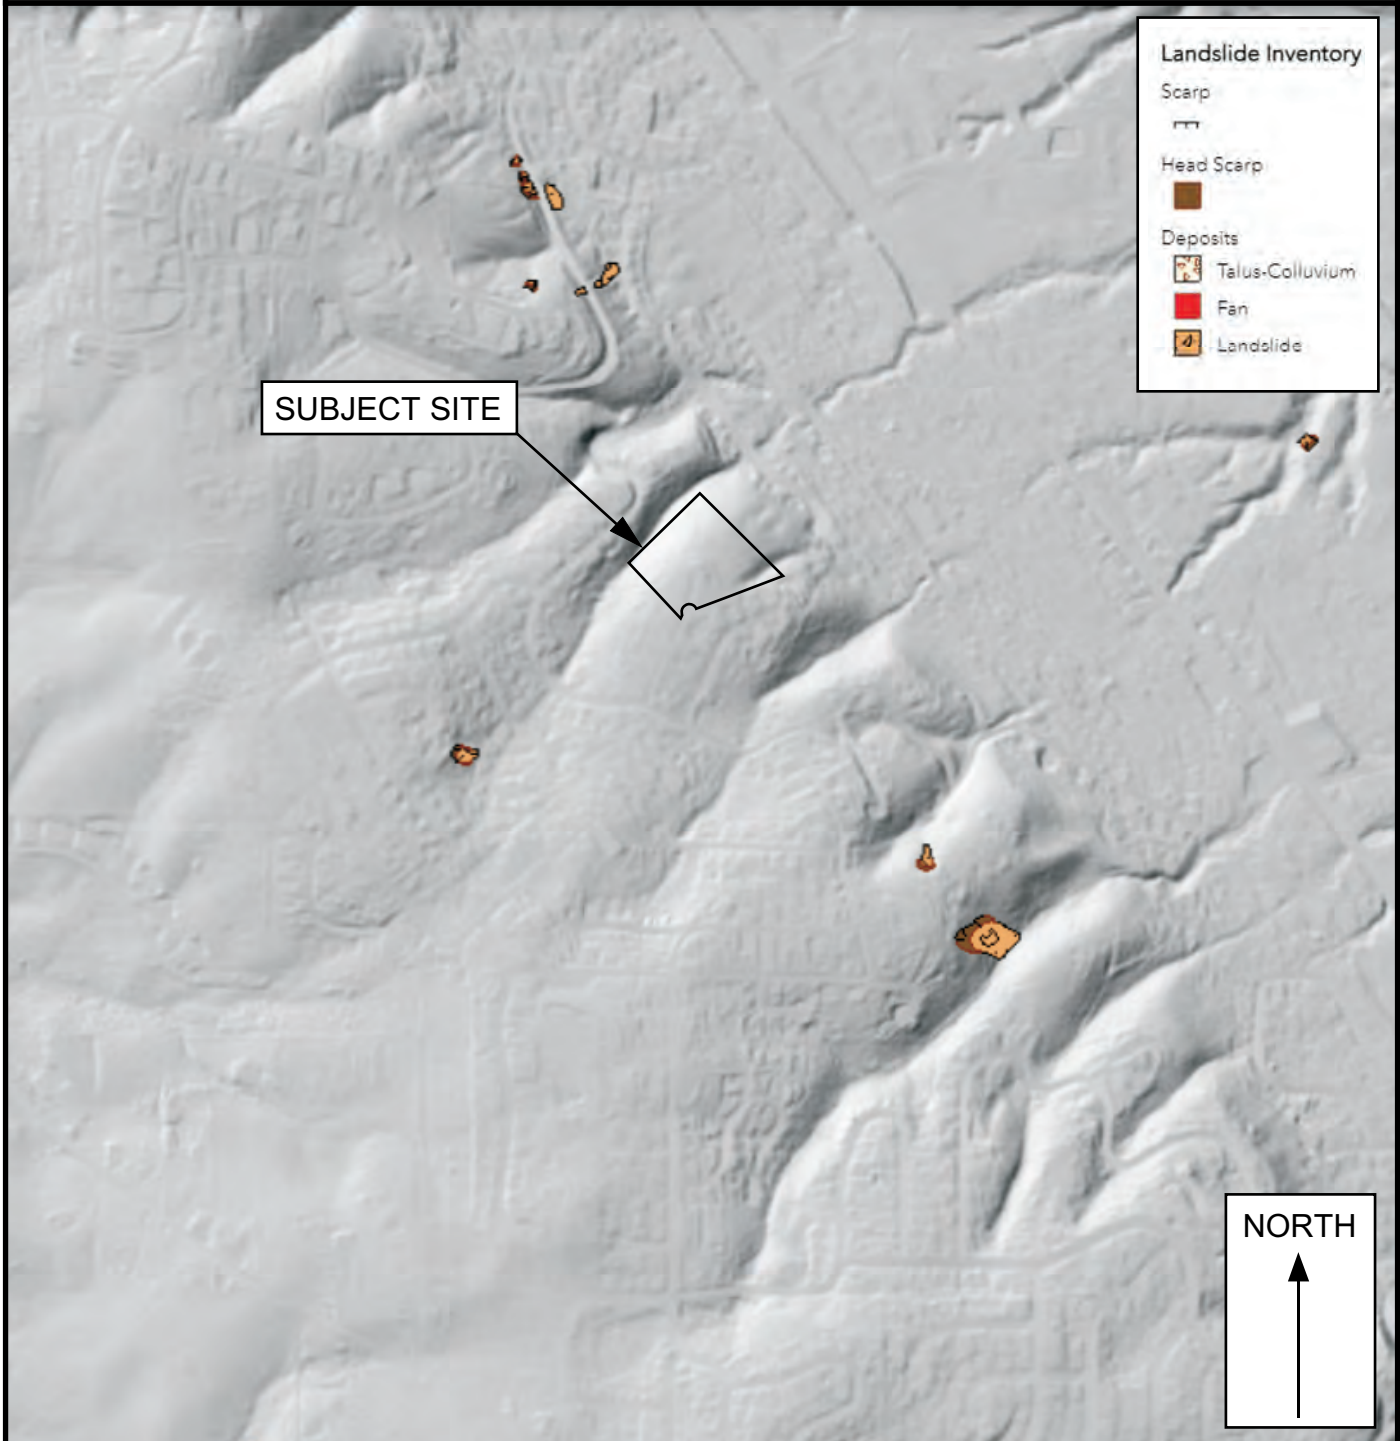 Landslide Inventory
Scarp
Head Scarp
Deposits
Talus-Colluvium
Fan
Landslide
SUBJECT SITE
NORTH